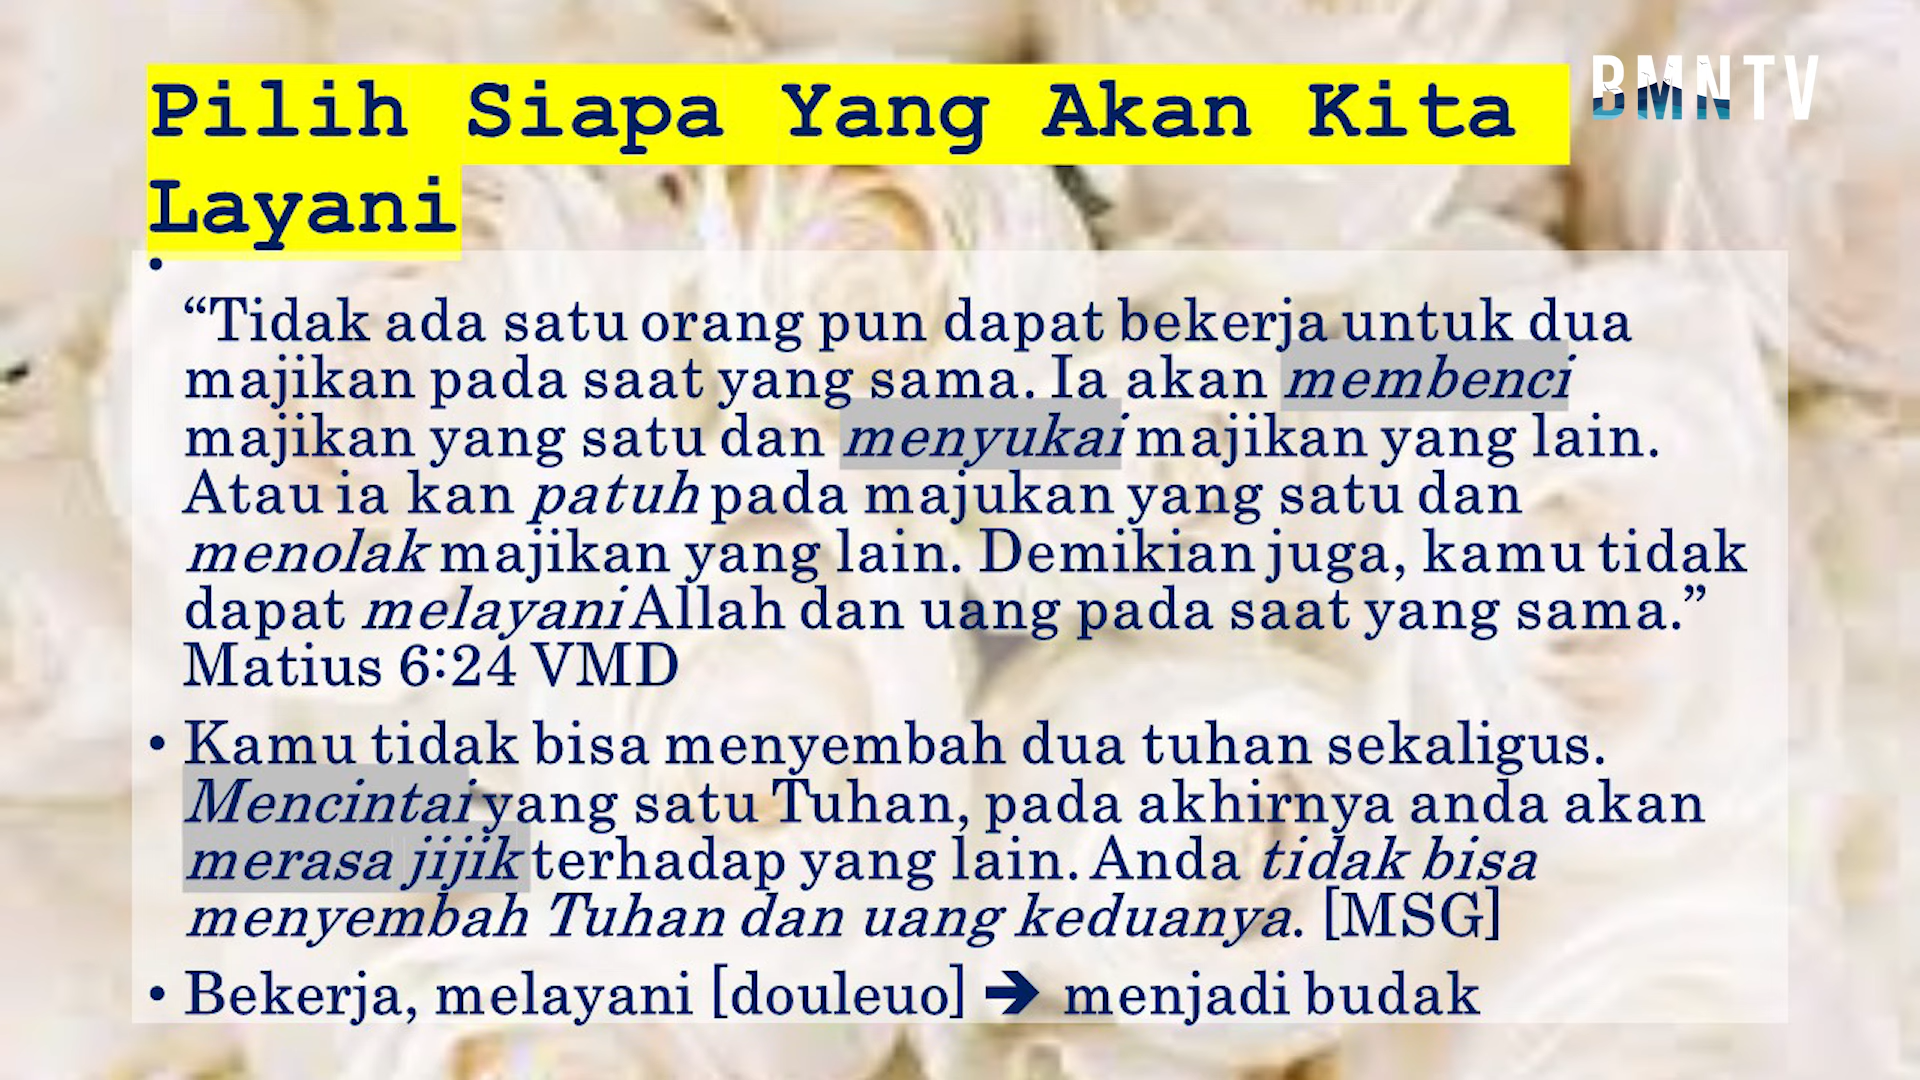 Pilih Siapa Yang Akan Kita
Layani
BMNTV
•
“Tidak ada satu orang pun dapat bekerja untuk dua
majikan pada saat yang sama. Ia akan membenci
majikan yang satu dan menyukai majikan yang lain.
Atau ia kan patuh pada majukan yang satu dan
menolak majikan yang lain. Demikian juga, kamu tidak
dapat melayani Allah dan uang pada saat yang sama.”
Matius 6:24 VMD
• Kamu tidak bisa menyembah dua tuhan sekaligus.
Mencintai yang satu Tuhan, pada akhirnya anda akan
merasa jijik terhadap yang lain. Anda tidak bisa
menyembah Tuhan dan uang keduanya. [MSG]
• Bekerja, melayani [douleuo] ➔ menjadi budak